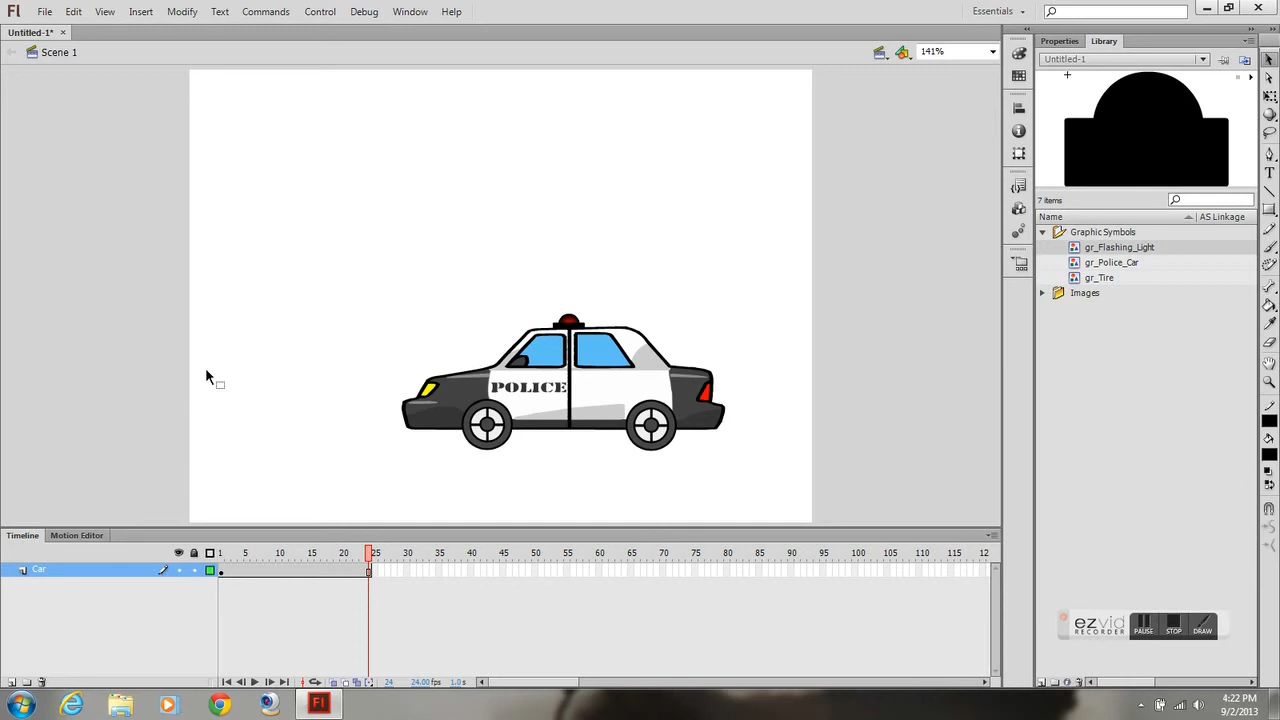 Fl File Edit View Insert Modify Text Commands Control Debug Window Help Essentials
Untitled-1*
Scene 1
141%
Properties Library
Untitled-1
7 items
Name AS Linkage
Graphic Symbols
gr_Flashing_Light
gr_Police_Car
gr_Tire
Images
POLICE
Timeline Motion Editor
1 5 10 15 20 25 30 35 40 45 50 55 60 65 70 75 80 85 90 95 100 105 110 115 12
Car
24 24.00 fps 1.0 s
ezvid
RECORDER
PAUSE STOP DRAW
Fl
4:22 PM
9/2/2013